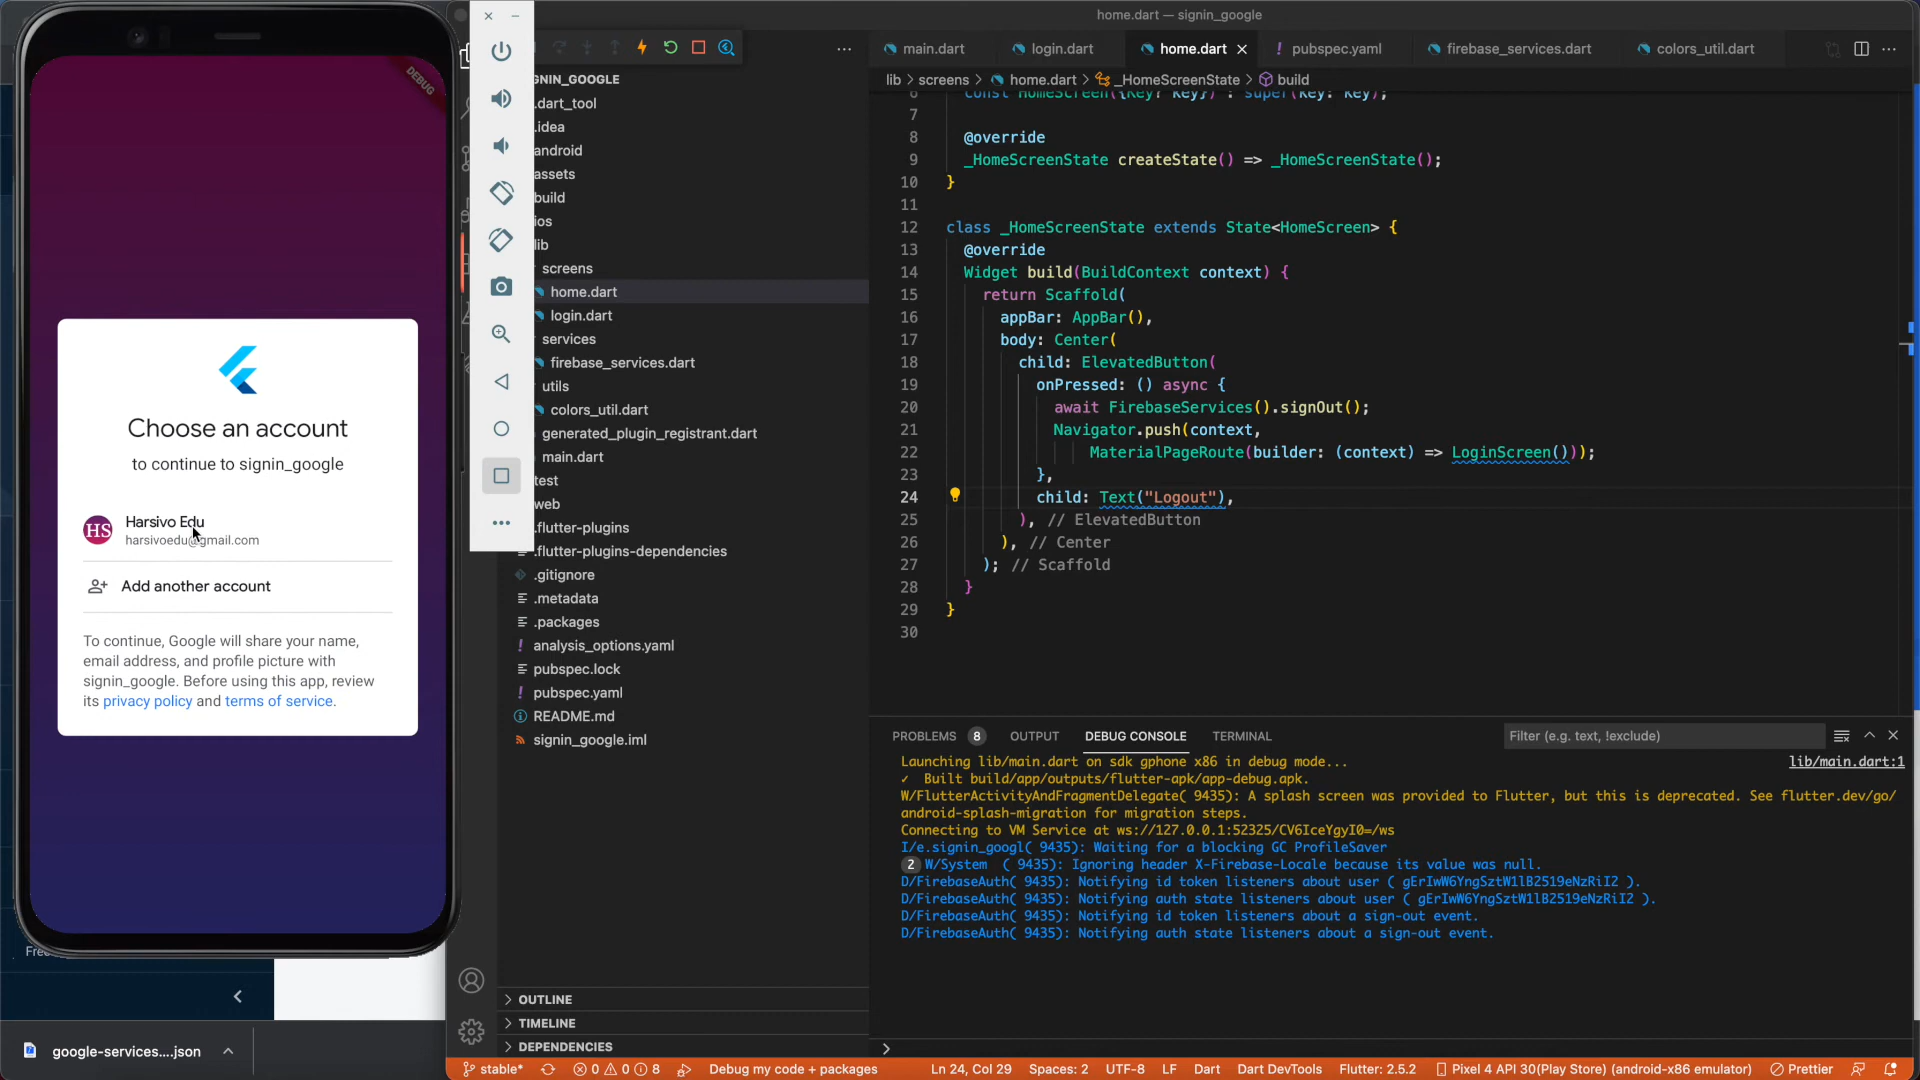 home.dart — signin_google
DEBUG
Choose an account
to continue to signin_google
HS
Harsivo Edu
harsivoedu@gmail.com
Add another account
To continue, Google will share your name,
email address, and profile picture with
signin_google. Before using this app, review
its privacy policy and terms of service.
Free
google-services....json
GNIN_GOOGLE
.dart_tool
.idea
android
assets
build
ios
lib
screens
home.dart
login.dart
services
firebase_services.dart
utils
colors_util.dart
generated_plugin_registrant.dart
main.dart
test
web
.flutter-plugins
.flutter-plugins-dependencies
.gitignore
.metadata
.packages
analysis_options.yaml
pubspec.lock
pubspec.yaml
README.md
signin_google.iml
OUTLINE
TIMELINE
DEPENDENCIES
main.dart
login.dart
home.dart
pubspec.yaml
firebase_services.dart
colors_util.dart
lib > screens > home.dart > _HomeScreenState > build
6 const HomeScreen({Key? key}) : super(key: key);
7
8 @override
9 _HomeScreenState createState() => _HomeScreenState();
10 }
11
12 class _HomeScreenState extends State<HomeScreen> {
13 @override
14 Widget build(BuildContext context) {
15 return Scaffold(
16 appBar: AppBar(),
17 body: Center(
18 child: ElevatedButton(
19 onPressed: () async {
20 await FirebaseServices().signOut();
21 Navigator.push(context,
22 MaterialPageRoute(builder: (context) => LoginScreen()));
23 },
24 child: Text("Logout"),
25 ), // ElevatedButton
26 ), // Center
27 ); // Scaffold
28 }
29 }
30
PROBLEMS 8 OUTPUT DEBUG CONSOLE TERMINAL Filter (e.g. text, !exclude)
Launching lib/main.dart on sdk gphone x86 in debug mode... lib/main.dart:1
✓ Built build/app/outputs/flutter-apk/app-debug.apk.
W/FlutterActivityAndFragmentDelegate( 9435): A splash screen was provided to Flutter, but this is deprecated. See flutter.dev/go/
android-splash-migration for migration steps.
Connecting to VM Service at ws://127.0.0.1:52325/CV6IceYgyI0=/ws
I/e.signin_googl( 9435): Waiting for a blocking GC ProfileSaver
2 W/System ( 9435): Ignoring header X-Firebase-Locale because its value was null.
D/FirebaseAuth( 9435): Notifying id token listeners about user ( gErIwW6YngSztW1lB2519eNzRiI2 ).
D/FirebaseAuth( 9435): Notifying auth state listeners about user ( gErIwW6YngSztW1lB2519eNzRiI2 ).
D/FirebaseAuth( 9435): Notifying id token listeners about a sign-out event.
D/FirebaseAuth( 9435): Notifying auth state listeners about a sign-out event.
stable* 0 0 8 Debug my code + packages Ln 24, Col 29 Spaces: 2 UTF-8 LF Dart Dart DevTools Flutter: 2.5.2 Pixel 4 API 30(Play Store) (android-x86 emulator) Prettier